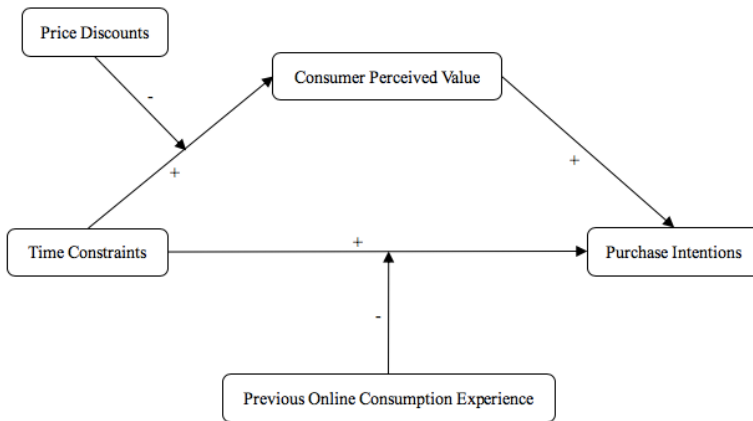 Price Discounts
Consumer Perceived Value
-
+
+
Time Constraints
+
Purchase Intentions
-
Previous Online Consumption Experience